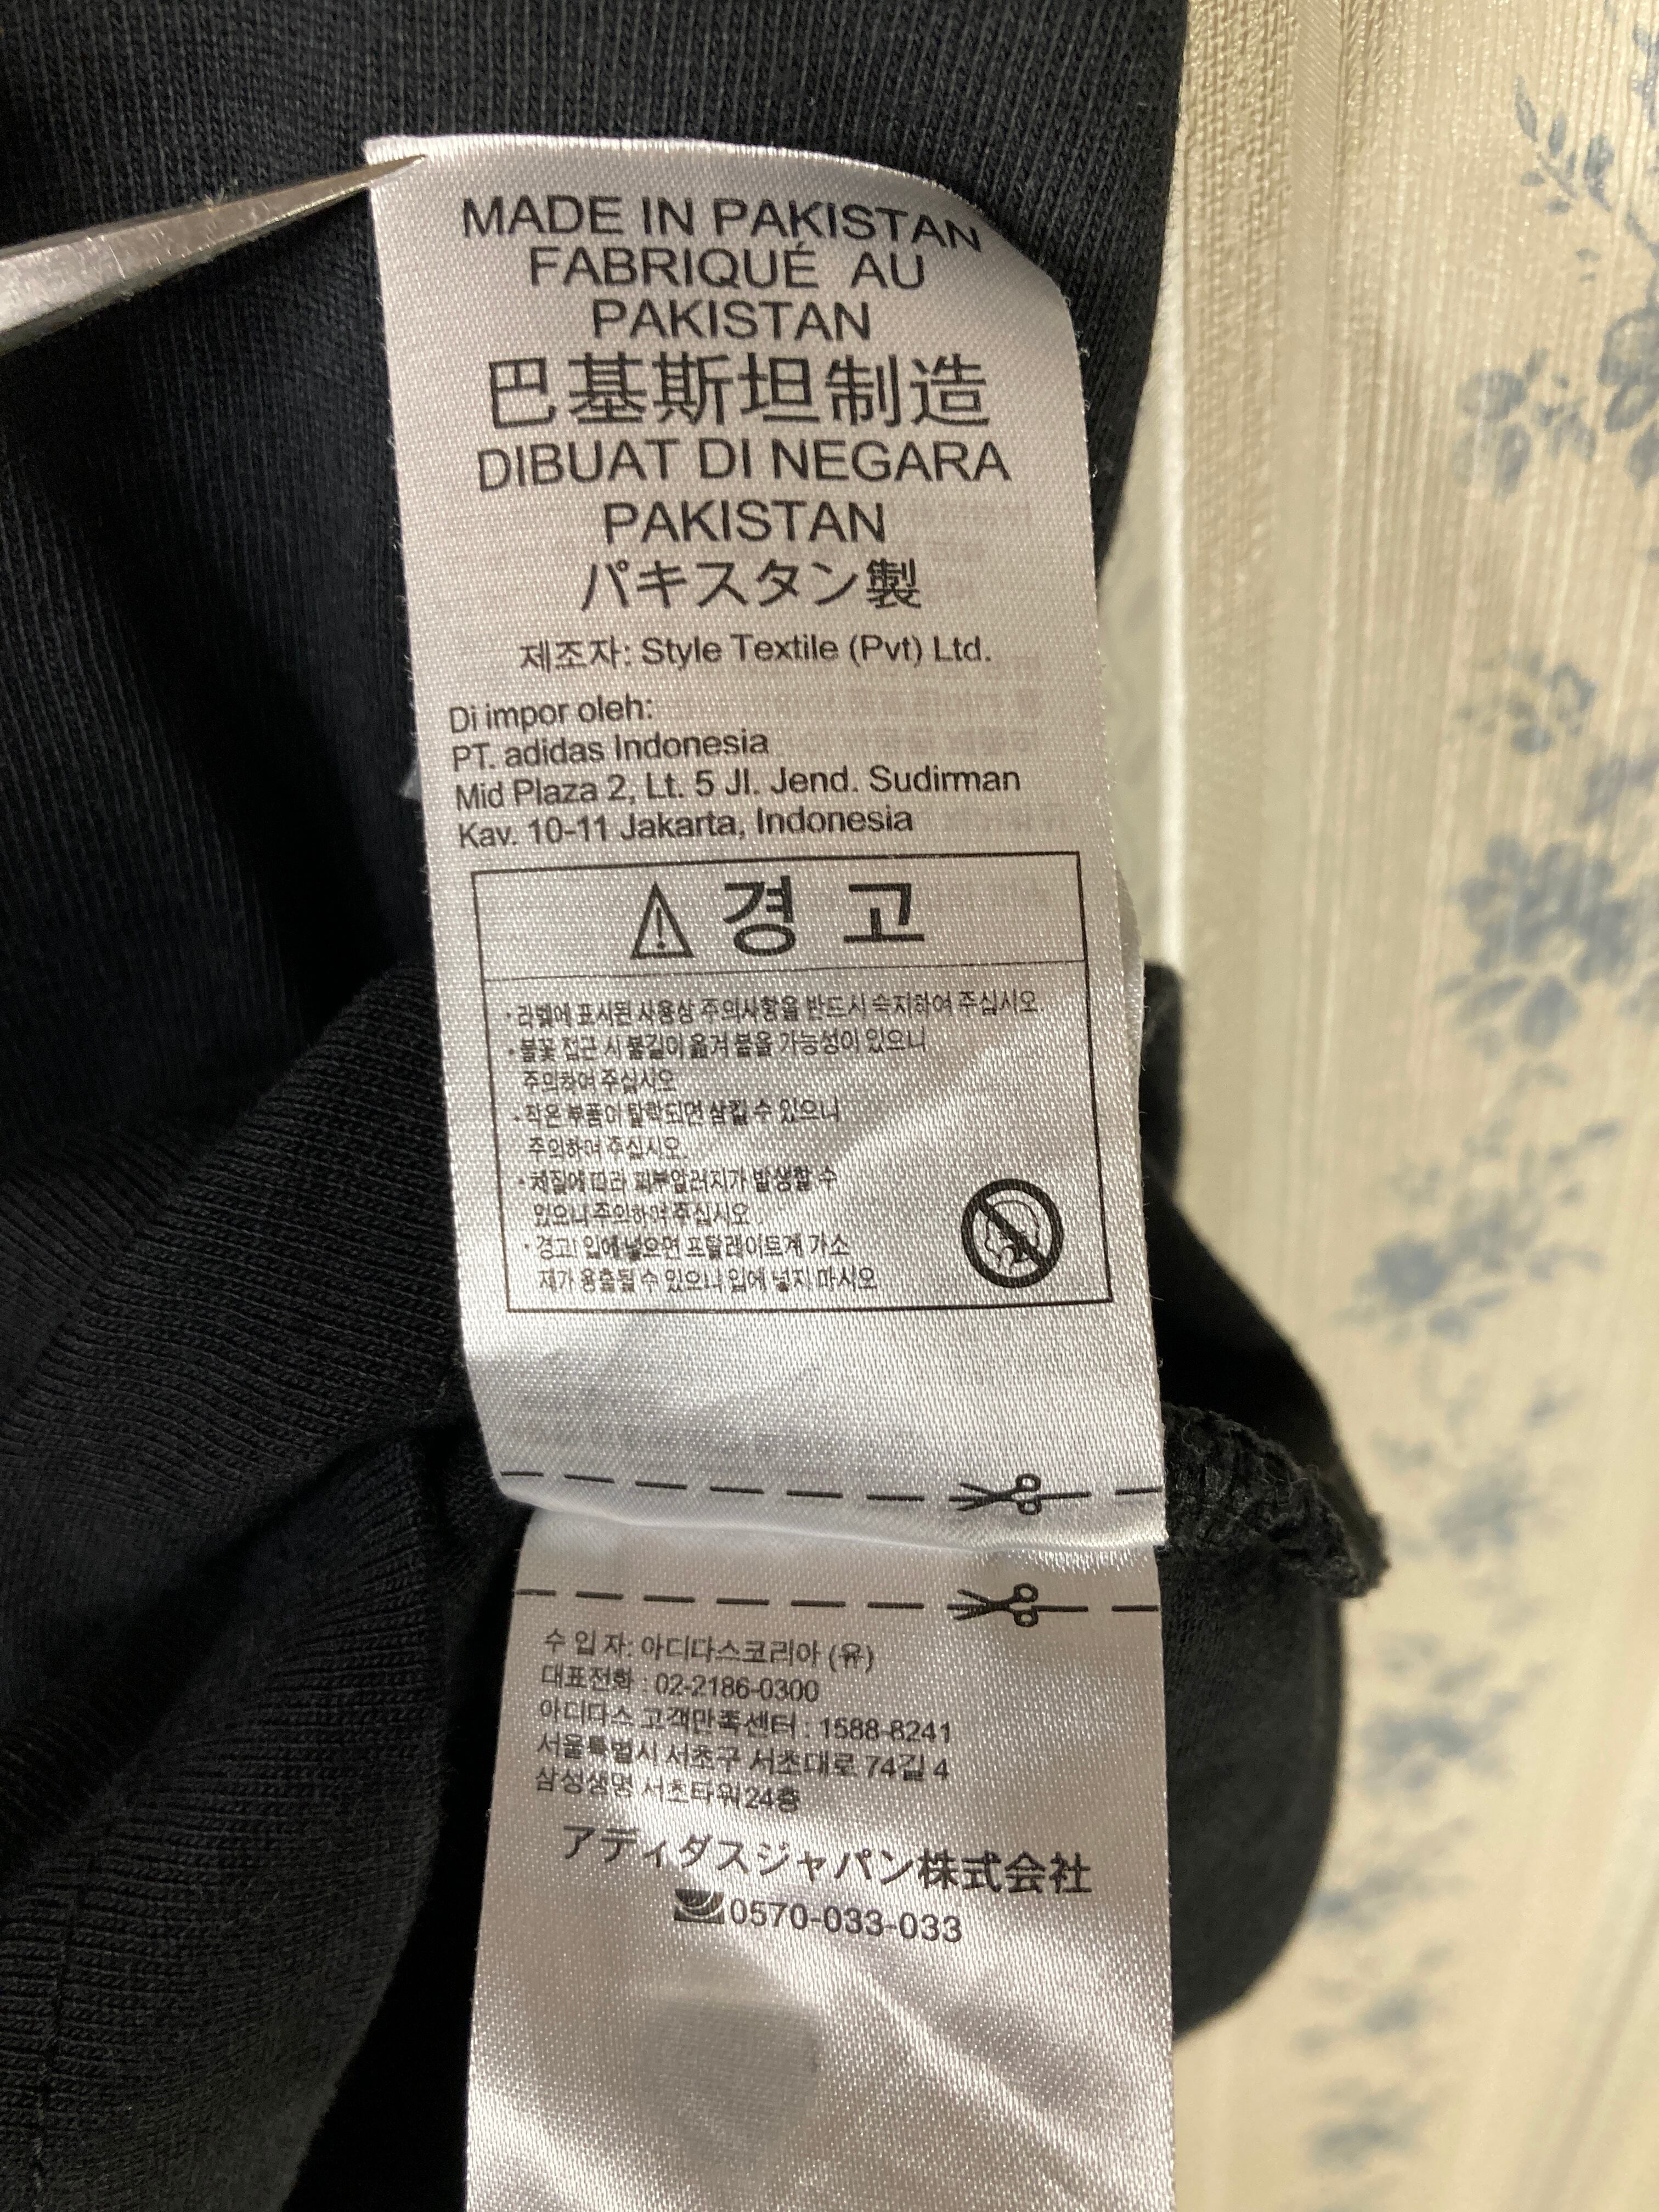 MADE IN PAKISTAN
FABRIQUÉ AU
PAKISTAN
巴基斯坦制造
DIBUAT DI NEGARA
PAKISTAN
パキスタン製
제조자: Style Textile (Pvt) Ltd.
Di impor oleh:
PT. adidas Indonesia
Mid Plaza 2, Lt. 5 Jl. Jend. Sudirman
Kav. 10-11 Jakarta, Indonesia
⚠ 경 고
· 라벨에 표시된 사용상 주의사항을 반드시 숙지하여 주십시오.
· 불꽃 접근 시 불길이 옮겨 붙을 가능성이 있으니
주의하여 주십시오
· 작은 부품이 탈락되면 삼킬 수 있으니
주의하여 주십시오.
· 체질에 따라 피부알러지가 발생할 수
있으니 주의하여 주십시오.
· 경고! 입에 넣으면 프탈레이트계 가소
제가 용출될 수 있으니 입에 넣지 마시오
수 입 자: 아디다스코리아 (유)
대표전화 : 02-2186-0300
아디다스 고객만족센터 : 1588-8241
서울특별시 서초구 서초대로 74길 4
삼성생명 서초타워24층
アディダスジャパン株式会社
0570-033-033